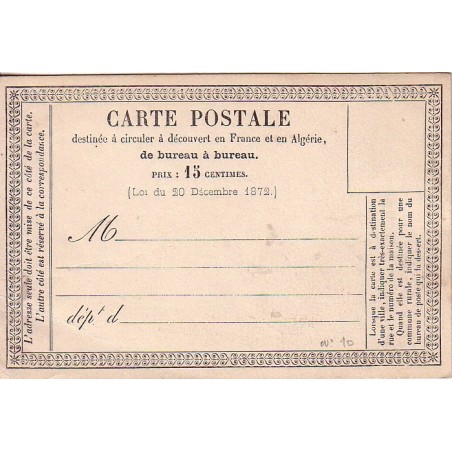 CARTE POSTALE
destinée à circuler à découvert en France et en Algérie,
de bureau à bureau.
PRIX : 15 CENTIMES.
(Loi du 20 Décembre 1872.)
M
dépt d
L'adresse seule doit être mise de ce côté de la carte.
L'autre côté est réservé à la correspondance.
Lorsque la carte est à destination
d'une ville, indiquer très-exactement la
rue et le numéro de la maison.
Quand elle est destinée pour une
commune rurale, indiquer le nom du
bureau de poste qui la dessert.
nº 10